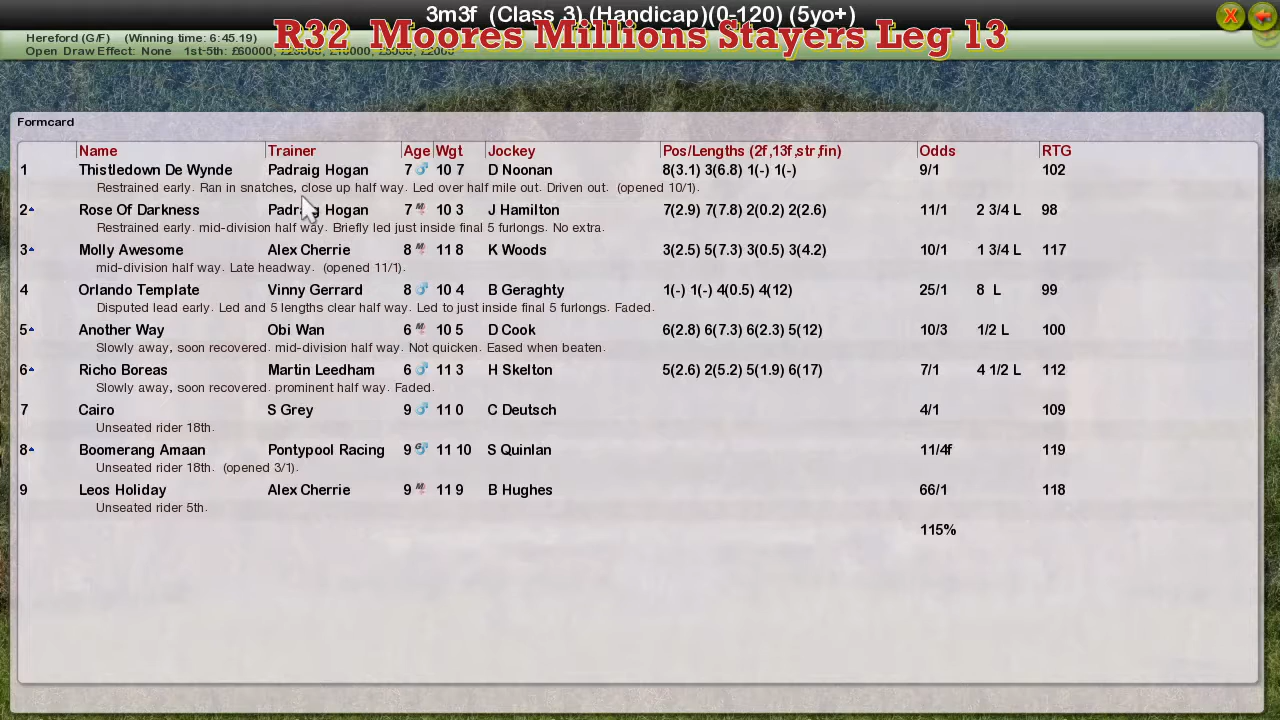 3m3f (Class 3) (Handicap)(0-120) (5yo+)
R32 Moores Millions Stayers Leg 13
Hereford (G/F) (Winning time: 6:45.19)
Open Draw Effect: None 1st-5th: £60000,
Formcard
Name Trainer Age Wgt Jockey Pos/Lengths (2f,13f,str,fin) Odds RTG
1 Thistledown De Wynde Padraig Hogan 7 10 7 D Noonan 8(3.1) 3(6.8) 1(-) 1(-) 9/1 102
Restrained early. Ran in snatches, close up half way. Led over half mile out. Driven out. (opened 10/1).
2 Rose Of Darkness Padraig Hogan 7 10 3 J Hamilton 7(2.9) 7(7.8) 2(0.2) 2(2.6) 11/1 2 3/4 L 98
Restrained early. mid-division half way. Briefly led just inside final 5 furlongs. No extra.
3 Molly Awesome Alex Cherrie 8 11 8 K Woods 3(2.5) 5(7.3) 3(0.5) 3(4.2) 10/1 1 3/4 L 117
mid-division half way. Late headway. (opened 11/1).
4 Orlando Template Vinny Gerrard 8 10 4 B Geraghty 1(-) 1(-) 4(0.5) 4(12) 25/1 8 L 99
Disputed lead early. Led and 5 lengths clear half way. Led to just inside final 5 furlongs. Faded.
5 Another Way Obi Wan 6 10 5 D Cook 6(2.8) 6(7.3) 6(2.3) 5(12) 10/3 1/2 L 100
Slowly away, soon recovered. mid-division half way. Not quicken. Eased when beaten.
6 Richo Boreas Martin Leedham 6 11 3 H Skelton 5(2.6) 2(5.2) 5(1.9) 6(17) 7/1 4 1/2 L 112
Slowly away, soon recovered. prominent half way. Faded.
7 Cairo S Grey 9 11 0 C Deutsch 4/1 109
Unseated rider 18th.
8 Boomerang Amaan Pontypool Racing 9 11 10 S Quinlan 11/4f 119
Unseated rider 18th. (opened 3/1).
9 Leos Holiday Alex Cherrie 9 11 9 B Hughes 66/1 118
Unseated rider 5th.
115%